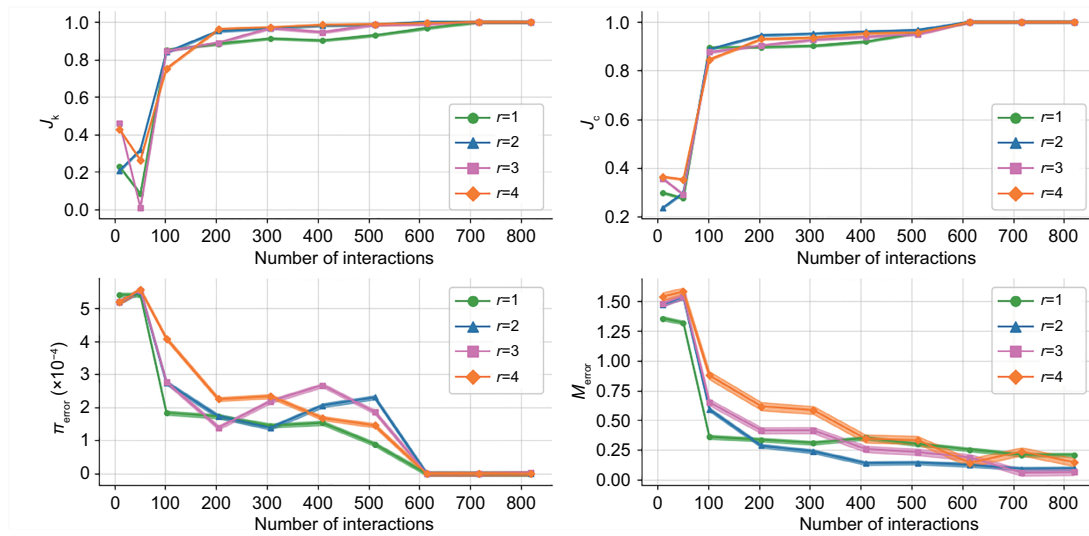 1.0
0.8
0.6
0.4
0.2
0.0
Jk
r=1
r=2
r=3
r=4
0 100 200 300 400 500 600 700 800
Number of interactions
1.0
0.8
0.6
0.4
0.2
Jc
r=1
r=2
r=3
r=4
0 100 200 300 400 500 600 700 800
Number of interactions
5
4
3
2
1
0
πerror (×10⁻⁴)
r=1
r=2
r=3
r=4
0 100 200 300 400 500 600 700 800
Number of interactions
1.50
1.25
1.00
0.75
0.50
0.25
0.00
Merror
r=1
r=2
r=3
r=4
0 100 200 300 400 500 600 700 800
Number of interactions